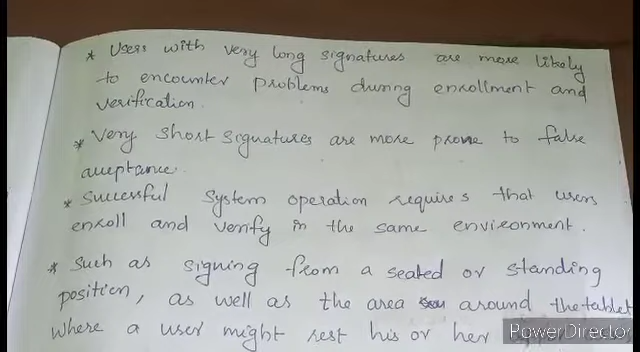 * Users with very long signatures are more likely
to encounter problems during enrollment and
verification.
* Very short signatures are more prone to false
acceptance.
* Successful System operation requires that users
enroll and verify in the same environment.
* Such as signing from a seated or standing
position, as well as the area around the tablet
where a user might rest his or her
PowerDirector